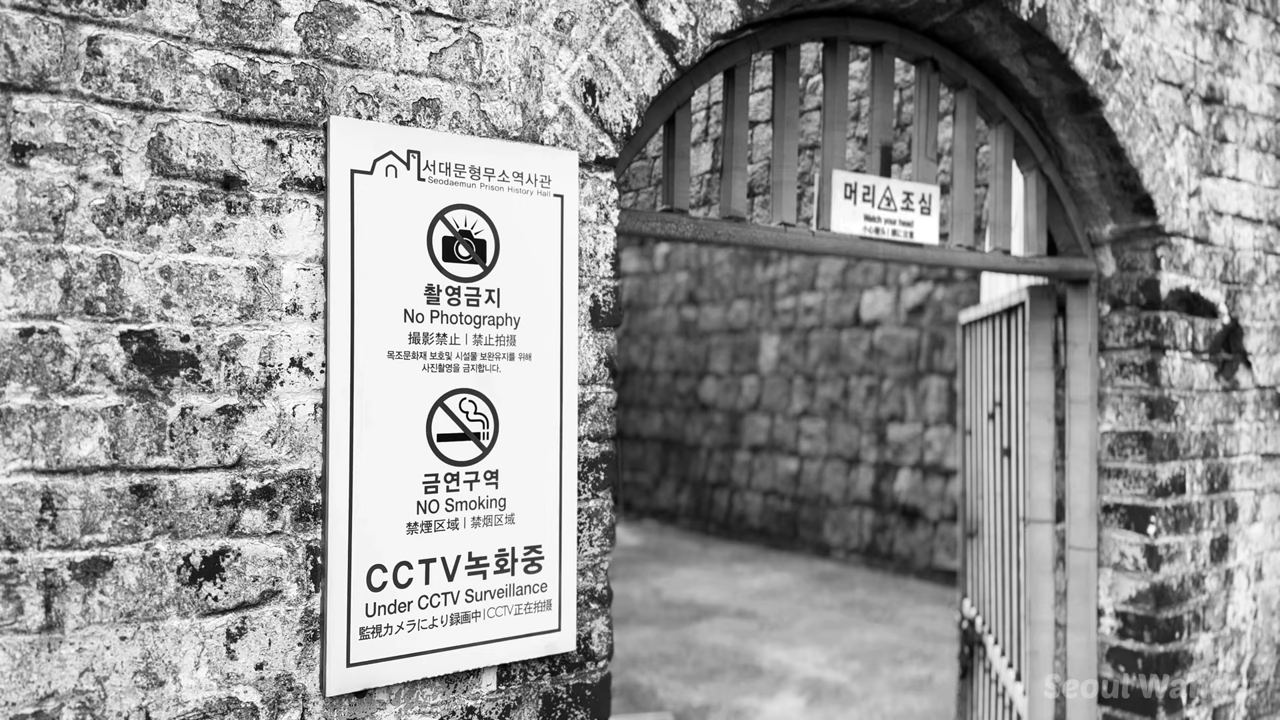 서대문형무소역사관
Seodaemun Prison History Hall
촬영금지
No Photography
撮影禁止 | 禁止拍摄
목조문화재 보호및 시설물 보완유지를 위해
사진촬영을 금지합니다.
금연구역
NO Smoking
禁煙区域 | 禁烟区域
CCTV녹화중
Under CCTV Surveillance
監視カメラにより録画中 | CCTV正在拍摄
머리 조심
Watch your head
Seoul